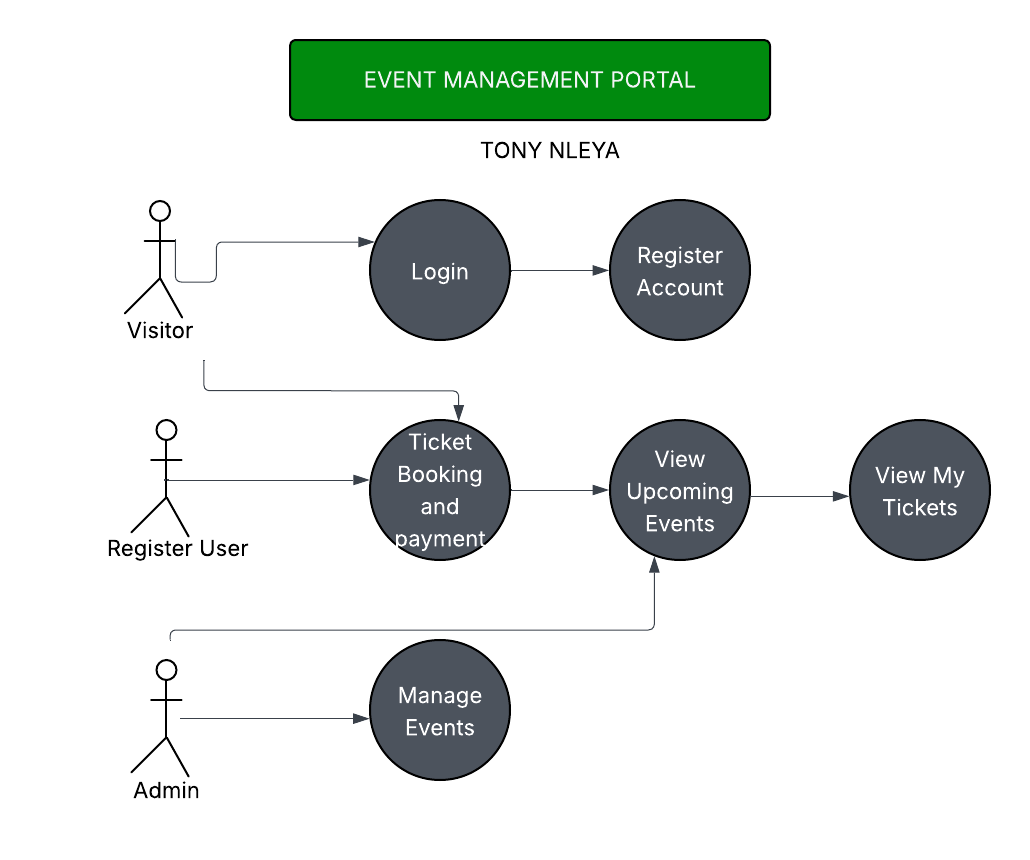 EVENT MANAGEMENT PORTAL
TONY NLEYA
Visitor
Login
Register
Account
Register User
Ticket
Booking
and
payment
View
Upcoming
Events
View My
Tickets
Admin
Manage
Events